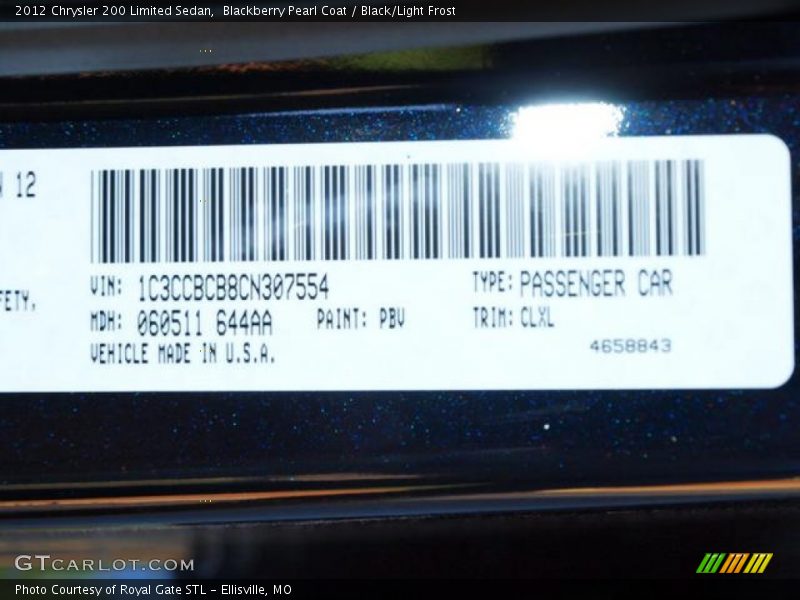 2012 Chrysler 200 Limited Sedan,  Blackberry Pearl Coat / Black/Light Frost
12
FETY,
VIN: 1C3CCBCB8CN307554 TYPE: PASSENGER CAR
MDH: 060511 644AA PAINT: PBV TRIM: CLXL
VEHICLE MADE IN U.S.A. 4658843
GTCARLOT.COM
Photo Courtesy of Royal Gate STL - Ellisville, MO